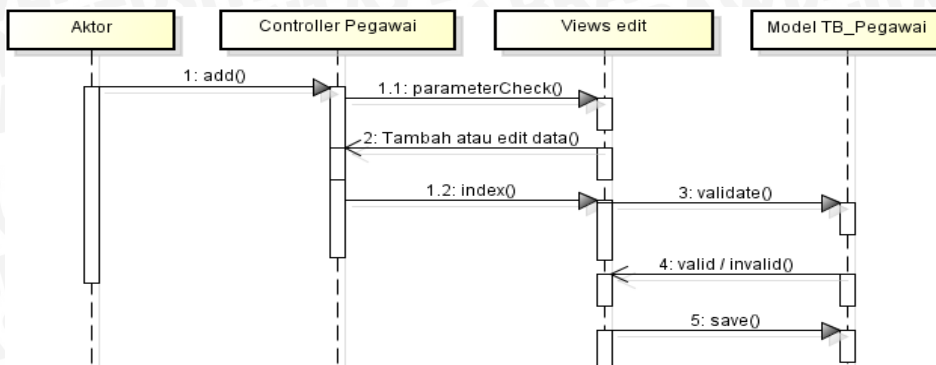 Aktor
Controller Pegawai
Views edit
Model TB_Pegawai
1: add()
1.1: parameterCheck()
2: Tambah atau edit data()
1.2: index()
3: validate()
4: valid / invalid()
5: save()